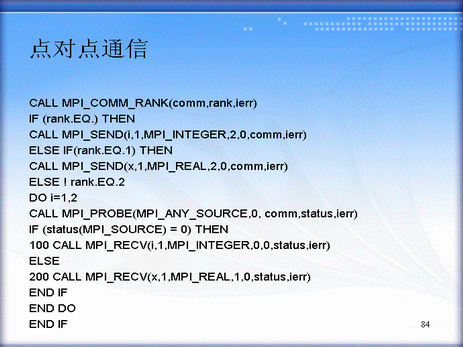 点对点通信
CALL MPI_COMM_RANK(comm,rank,ierr)
IF (rank.EQ.) THEN
CALL MPI_SEND(i,1,MPI_INTEGER,2,0,comm,ierr)
ELSE IF(rank.EQ.1) THEN
CALL MPI_SEND(x,1,MPI_REAL,2,0,comm,ierr)
ELSE ! rank.EQ.2
DO i=1,2
CALL MPI_PROBE(MPI_ANY_SOURCE,0, comm,status,ierr)
IF (status(MPI_SOURCE) = 0) THEN
100 CALL MPI_RECV(i,1,MPI_INTEGER,0,0,status,ierr)
ELSE
200 CALL MPI_RECV(x,1,MPI_REAL,1,0,status,ierr)
END IF
END DO
END IF
84